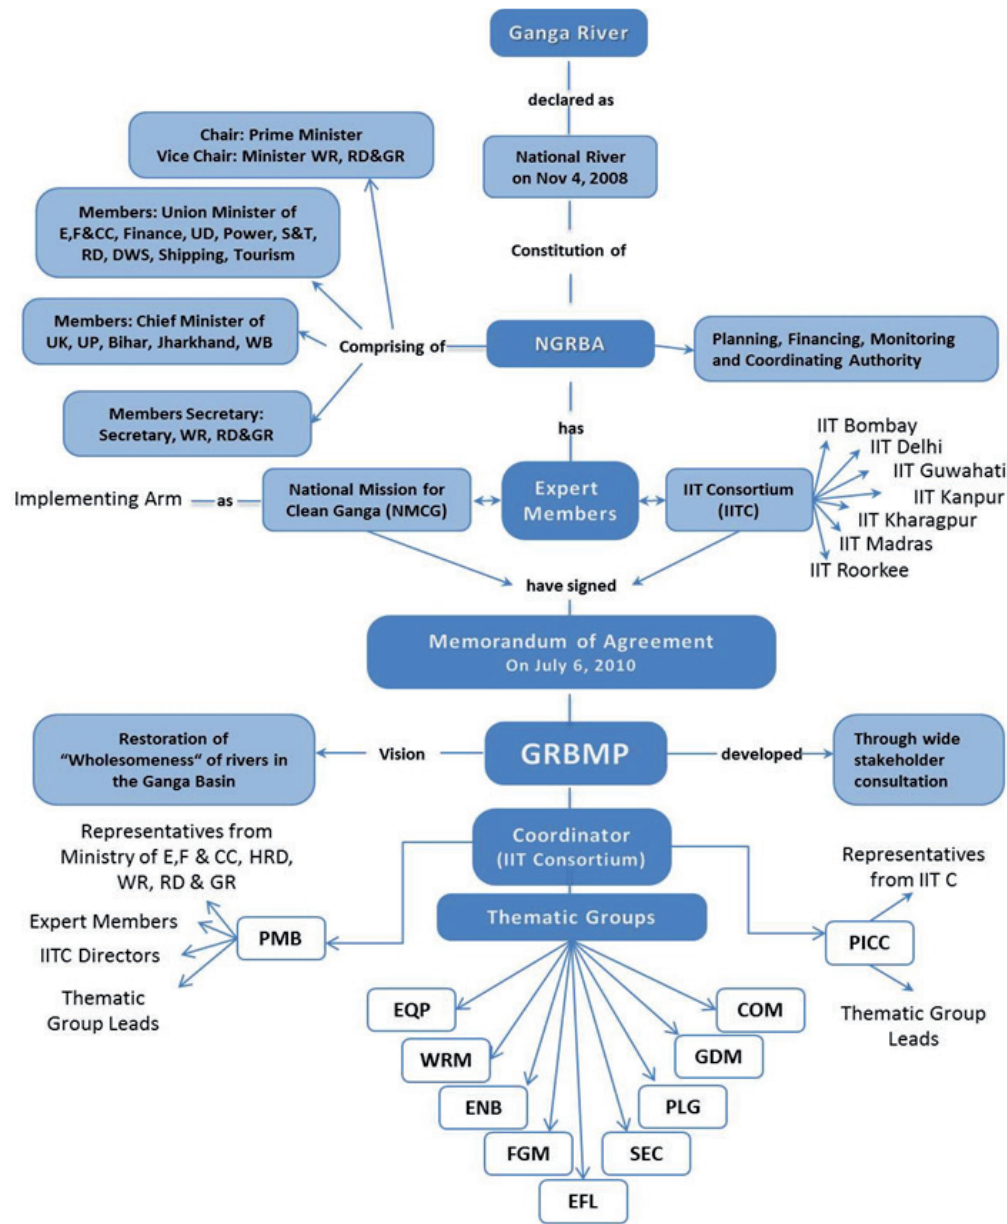 Ganga River
declared as
National River
on Nov 4, 2008
Chair: Prime Minister
Vice Chair: Minister WR, RD&GR
Members: Union Minister of
E,F&CC, Finance, UD, Power, S&T,
RD, DWS, Shipping, Tourism
Constitution of
Members: Chief Minister of
UK, UP, Bihar, Jharkhand, WB
Comprising of
NGRBA
Planning, Financing, Monitoring
and Coordinating Authority
Members Secretary:
Secretary, WR, RD&GR
has
Implementing Arm
as
National Mission for
Clean Ganga (NMCG)
Expert
Members
IIT Consortium
(IITC)
IIT Bombay
IIT Delhi
IIT Guwahati
IIT Kanpur
IIT Kharagpur
IIT Madras
IIT Roorkee
have signed
Memorandum of Agreement
On July 6, 2010
Restoration of
“Wholesomeness“ of rivers in
the Ganga Basin
Vision
GRBMP
developed
Through wide
stakeholder
consultation
Coordinator
(IIT Consortium)
Representatives from
Ministry of E,F & CC, HRD,
WR, RD & GR
Expert Members
IITC Directors
Thematic
Group Leads
PMB
Thematic Groups
PICC
Representatives
from IIT C
Thematic Group
Leads
EQP
WRM
ENB
FGM
EFL
SEC
PLG
GDM
COM